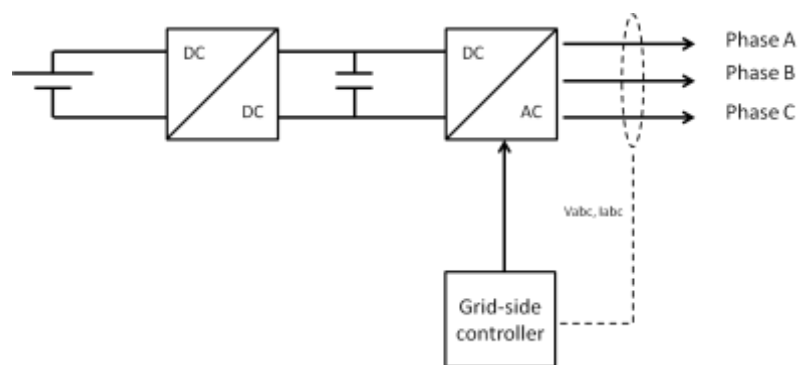 DC
DC
DC
AC
Phase A
Phase B
Phase C
Vabc, Iabc
Grid-side
controller